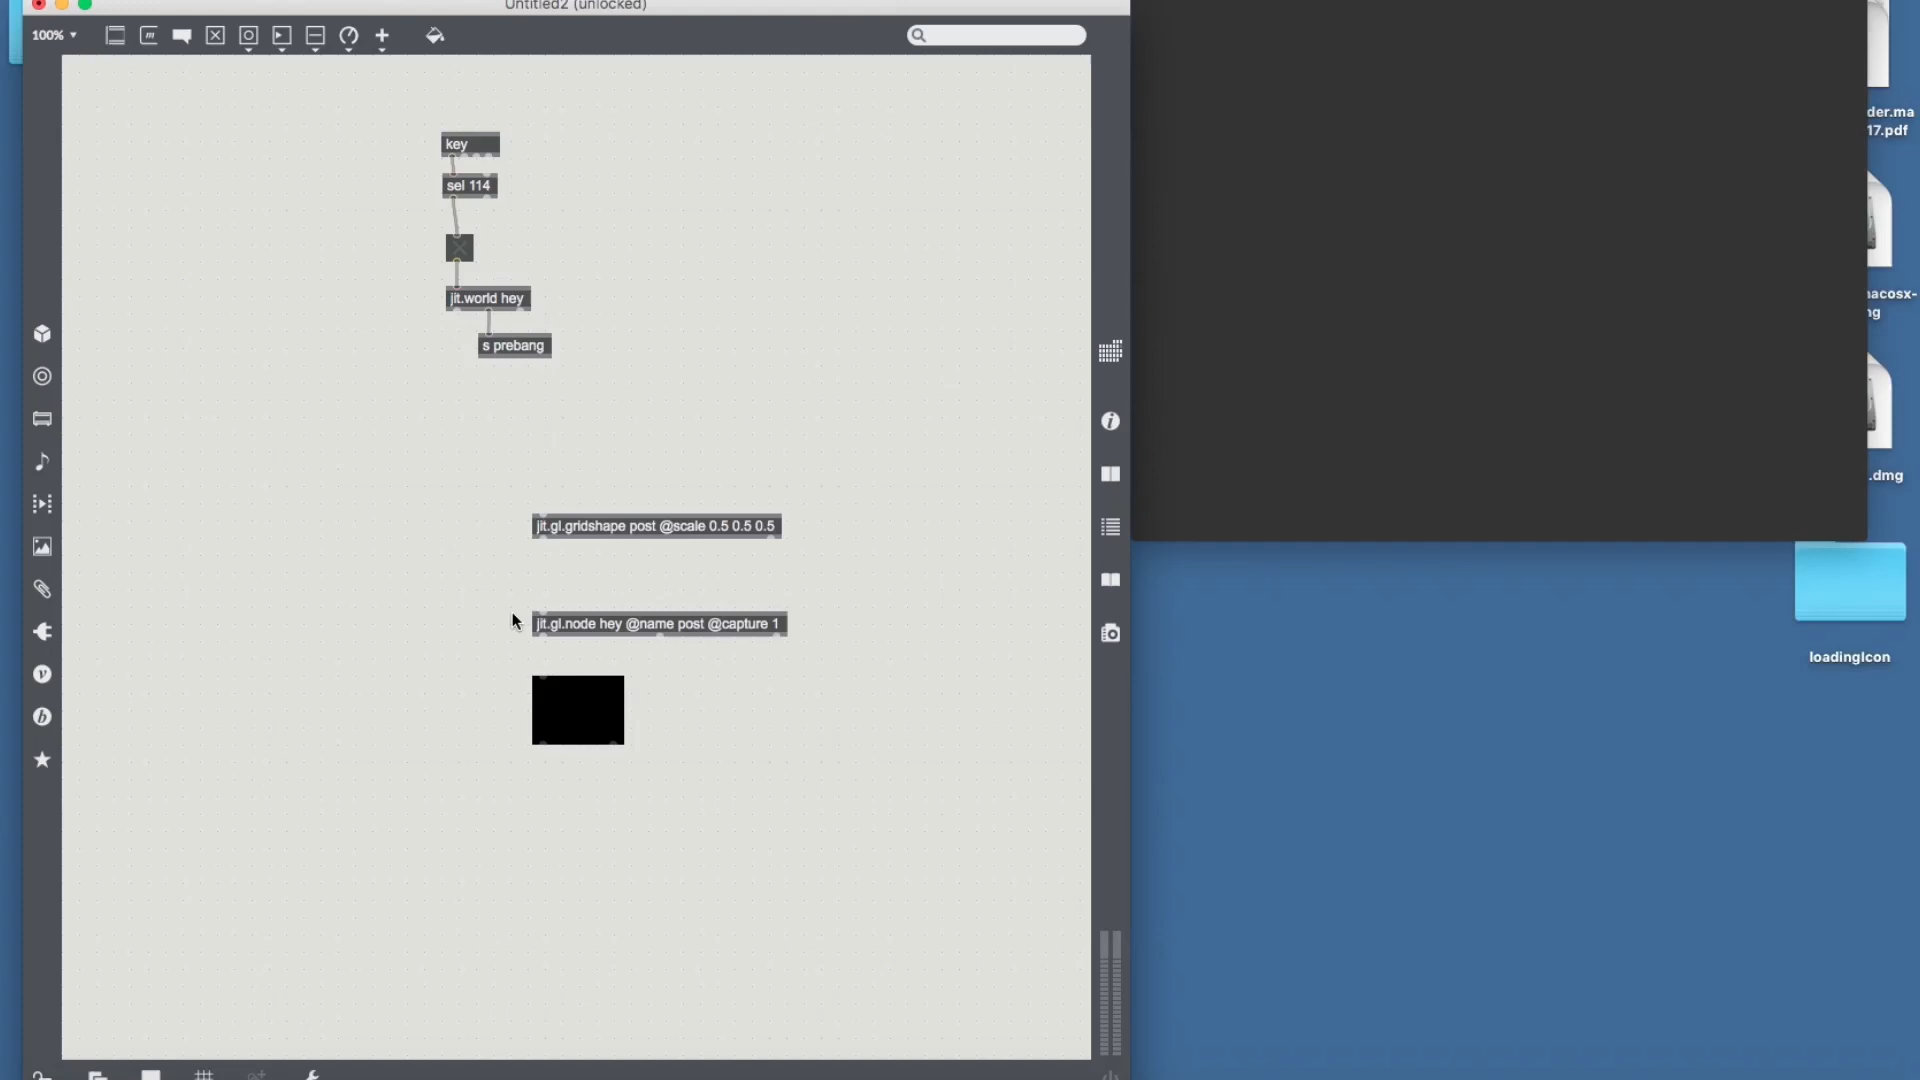 Untitled2 (unlocked)
100%
key
sel 114
jit.world hey
s prebang
jit.gl.gridshape post @scale 0.5 0.5 0.5
jit.gl.node hey @name post @capture 1
der.ma
17.pdf
acosx-
.dmg
loadingIcon